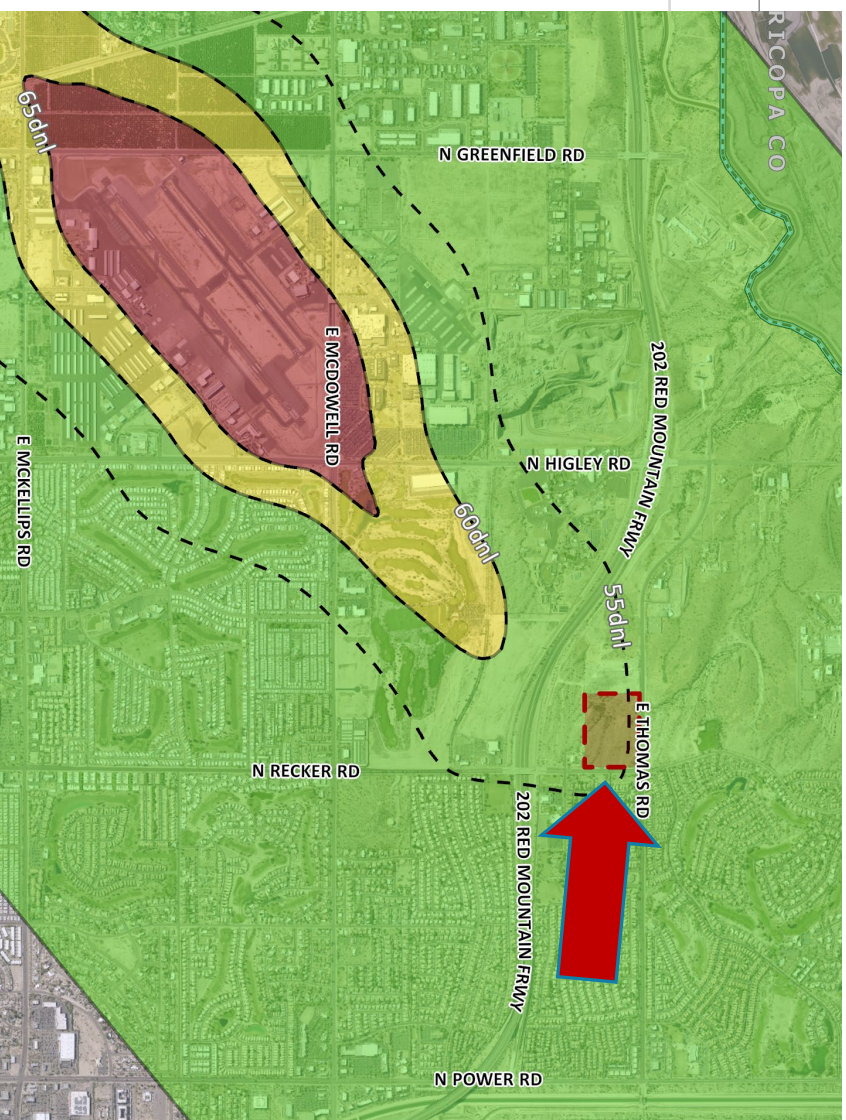 RICOPA CO
65dnl
N GREENFIELD RD
E MCDOWELL RD
202 RED MOUNTAIN FRWY
E MCKELLIPS RD
N HIGLEY RD
60dnl
55dnl
E THOMAS RD
N RECKER RD
202 RED MOUNTAIN FRWY
N POWER RD